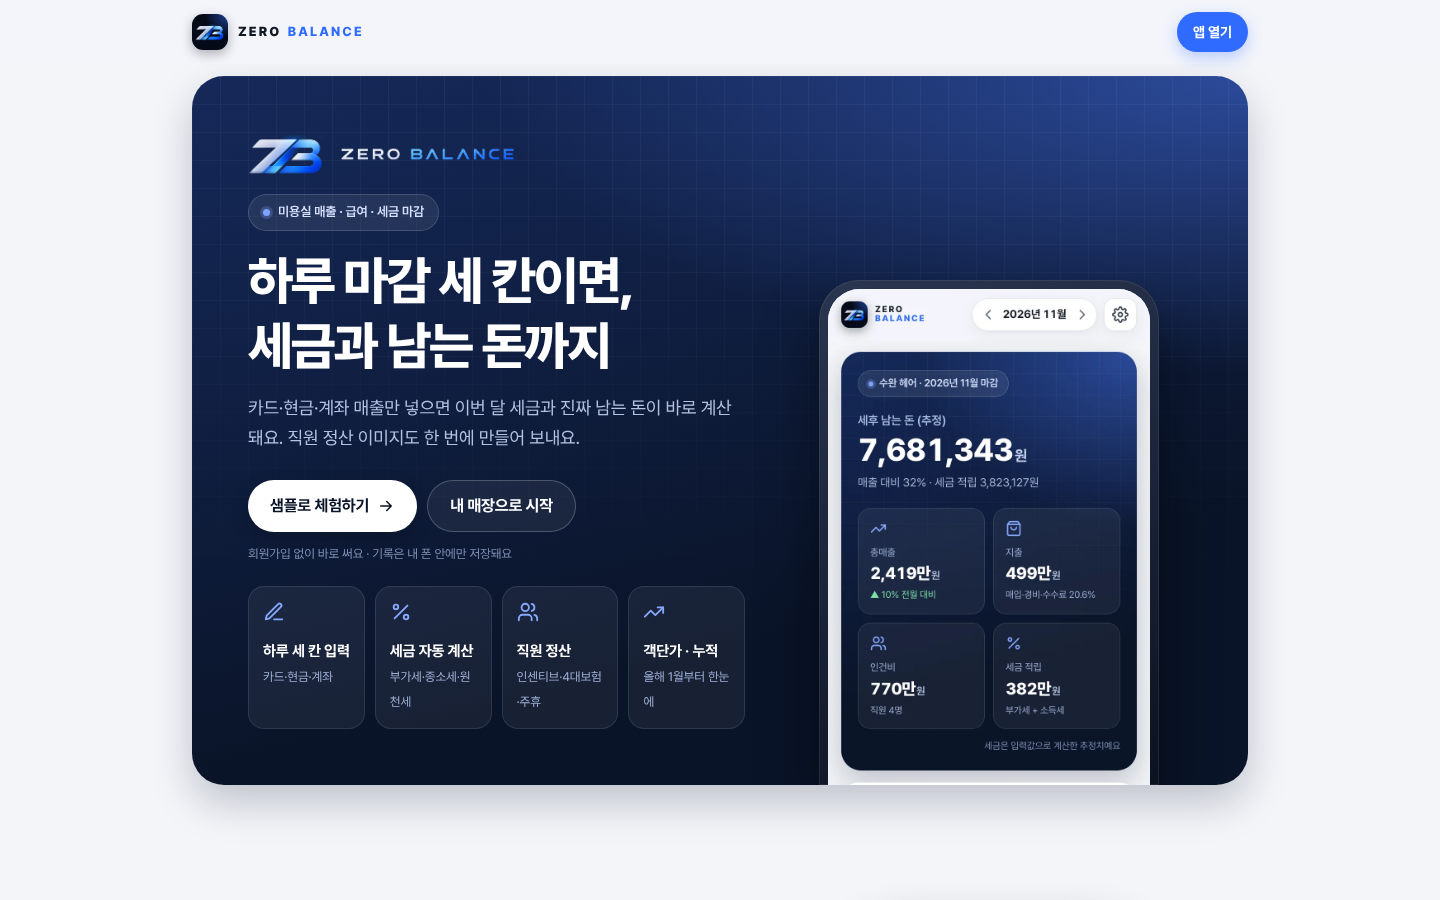 ZERO BALANCE
앱 열기
ZERO BALANCE
미용실 매출 · 급여 · 세금 마감
하루 마감 세 칸이면,
세금과 남는 돈까지
카드·현금·계좌 매출만 넣으면 이번 달 세금과 진짜 남는 돈이 바로 계산
돼요. 직원 정산 이미지도 한 번에 만들어 보내요.
샘플로 체험하기 →
내 매장으로 시작
회원가입 없이 바로 써요 · 기록은 내 폰 안에만 저장돼요
하루 세 칸 입력
카드·현금·계좌
세금 자동 계산
부가세·종소세·원
천세
직원 정산
인센티브·4대보험
·주휴
객단가 · 누적
올해 1월부터 한눈
에
ZERO
BALANCE
2026년 11월
수완 헤어 · 2026년 11월 마감
세후 남는 돈 (추정)
7,681,343원
매출 대비 32% · 세금 적립 3,823,127원
총매출
2,419만원
▲ 10% 전월 대비
지출
499만원
매입·경비·수수료 20.6%
인건비
770만원
직원 4명
세금 적립
382만원
부가세 + 소득세
세금은 입력값으로 계산한 추정치예요